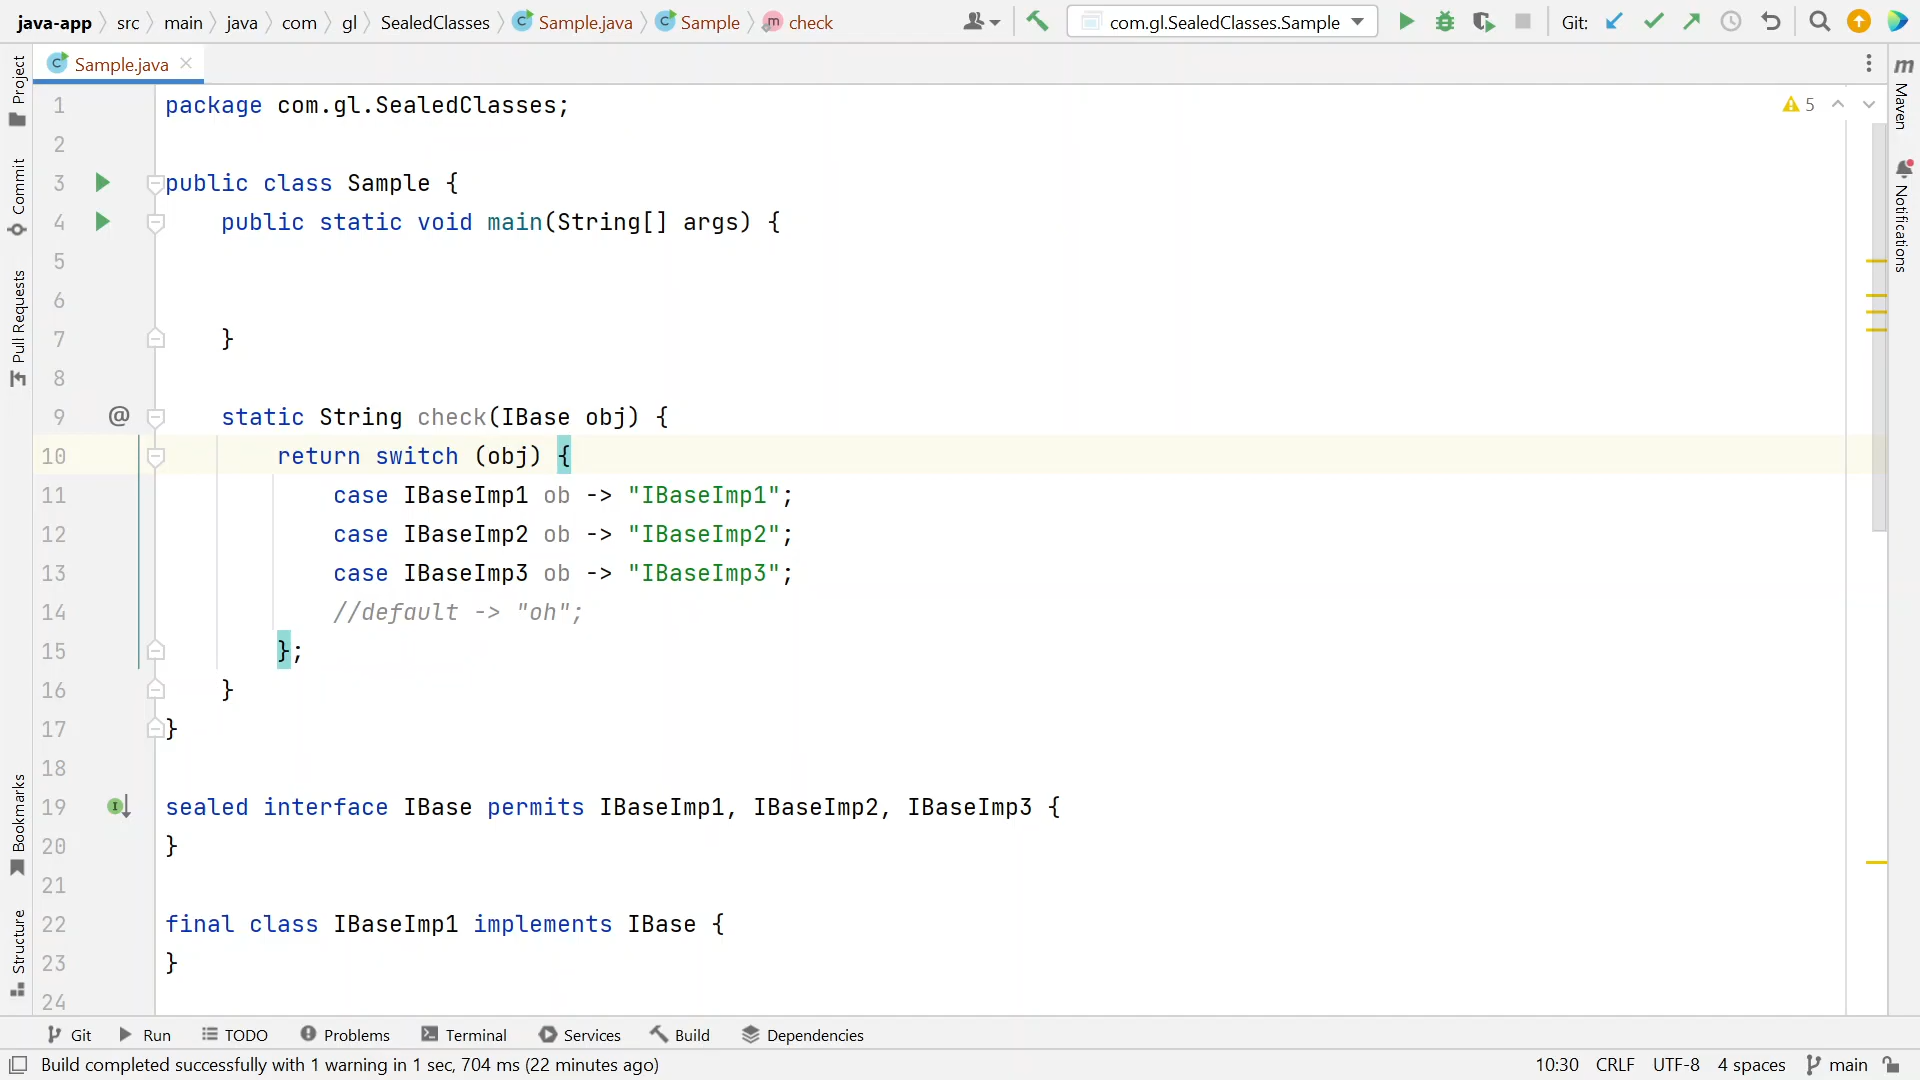 java-app src main java com gl SealedClasses Sample.java Sample check com.gl.SealedClasses.Sample Git:
Sample.java
Project
Commit
Pull Requests
Bookmarks
Structure
m
Maven
Notifications
5
1 package com.gl.SealedClasses;
2
3 public class Sample {
4 public static void main(String[] args) {
5
6
7 }
8
9 @ static String check(IBase obj) {
10 return switch (obj) {
11 case IBaseImp1 ob -> "IBaseImp1";
12 case IBaseImp2 ob -> "IBaseImp2";
13 case IBaseImp3 ob -> "IBaseImp3";
14 //default -> "oh";
15 };
16 }
17 }
18
19 sealed interface IBase permits IBaseImp1, IBaseImp2, IBaseImp3 {
20 }
21
22 final class IBaseImp1 implements IBase {
23 }
24
Git Run TODO Problems Terminal Services Build Dependencies
Build completed successfully with 1 warning in 1 sec, 704 ms (22 minutes ago) 10:30 CRLF UTF-8 4 spaces main